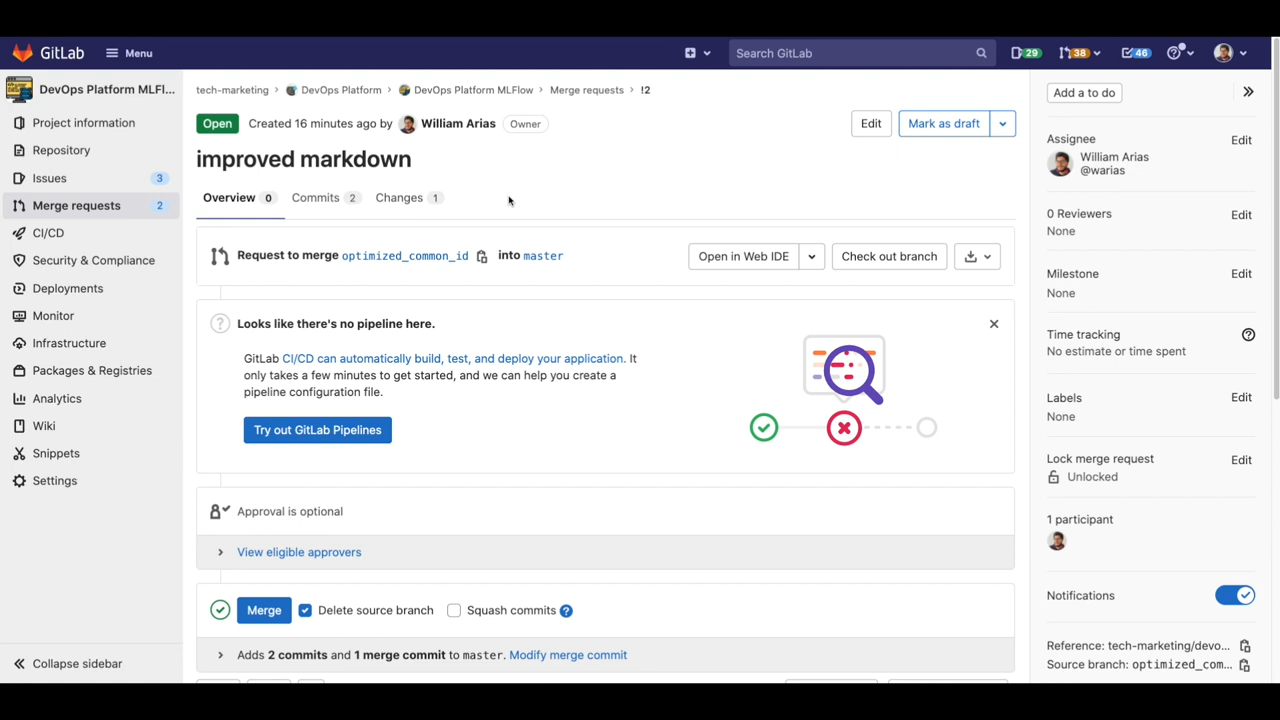 GitLab
Menu
Search GitLab
29
38
46
DevOps Platform MLFl...
Project information
Repository
Issues 3
Merge requests 2
CI/CD
Security & Compliance
Deployments
Monitor
Infrastructure
Packages & Registries
Analytics
Wiki
Snippets
Settings
Collapse sidebar
tech-marketing › DevOps Platform › DevOps Platform MLFlow › Merge requests › !2
Open Created 16 minutes ago by William Arias Owner
Edit
Mark as draft
improved markdown
Overview 0 Commits 2 Changes 1
Request to merge optimized_common_id into master
Open in Web IDE
Check out branch
Looks like there's no pipeline here.
GitLab CI/CD can automatically build, test, and deploy your application. It
only takes a few minutes to get started, and we can help you create a
pipeline configuration file.
Try out GitLab Pipelines
Approval is optional
View eligible approvers
Merge Delete source branch Squash commits
Adds 2 commits and 1 merge commit to master. Modify merge commit
Add a to do
Assignee Edit
William Arias
@warias
0 Reviewers Edit
None
Milestone Edit
None
Time tracking
No estimate or time spent
Labels Edit
None
Lock merge request Edit
Unlocked
1 participant
Notifications
Reference: tech-marketing/devo...
Source branch: optimized_com...